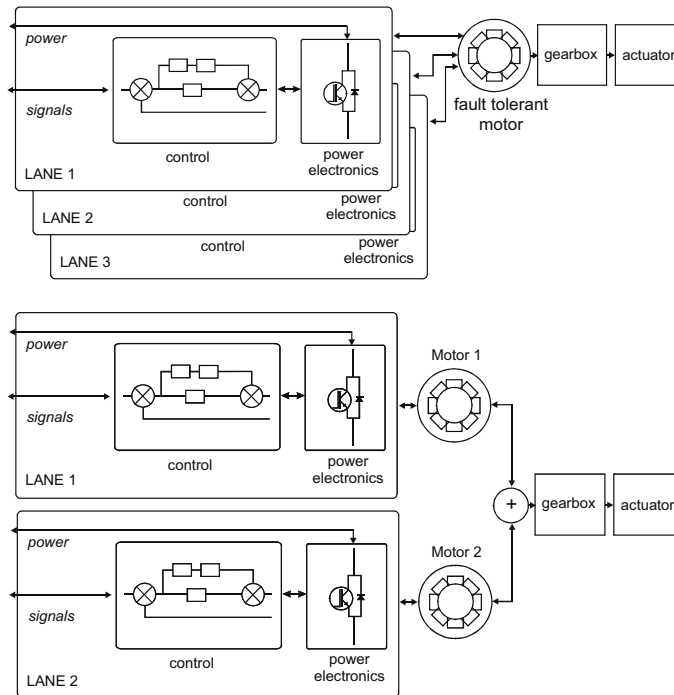 power
signals
control
power
electronics
LANE 1
fault tolerant
motor
gearbox
actuator
control
power
electronics
LANE 2
control
power
electronics
LANE 3
power
signals
control
power
electronics
LANE 1
Motor 1
+
gearbox
actuator
power
signals
control
power
electronics
LANE 2
Motor 2